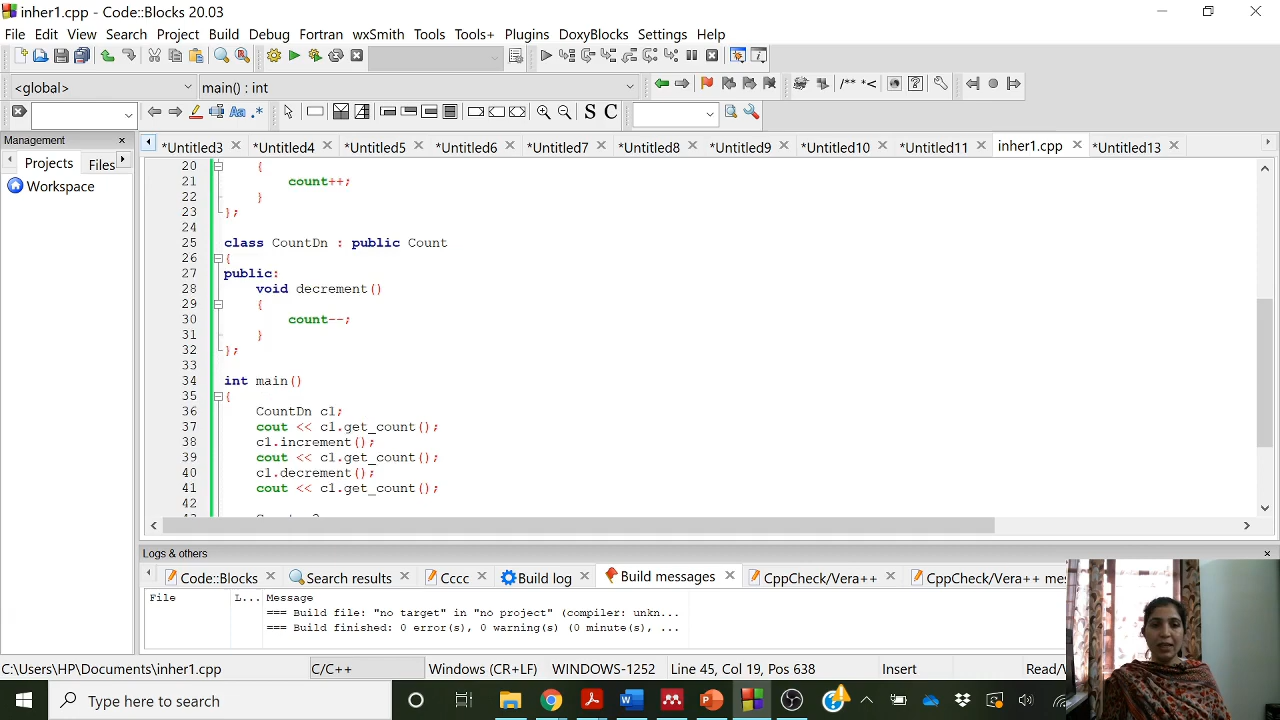 inher1.cpp - Code::Blocks 20.03
File Edit View Search Project Build Debug Fortran wxSmith Tools Tools+ Plugins DoxyBlocks Settings Help
<global> main() : int
/** *<
S C
Management
Projects Files
Workspace
*Untitled3 *Untitled4 *Untitled5 *Untitled6 *Untitled7 *Untitled8 *Untitled9 *Untitled10 *Untitled11 inher1.cpp *Untitled13
20 {
21 count++;
22 }
23 };
24
25 class CountDn : public Count
26 {
27 public:
28 void decrement()
29 {
30 count--;
31 }
32 };
33
34 int main()
35 {
36 CountDn c1;
37 cout << c1.get_count();
38 c1.increment();
39 cout << c1.get_count();
40 c1.decrement();
41 cout << c1.get_count();
42
Logs & others
Code::Blocks Search results Cccc Build log Build messages CppCheck/Vera++ CppCheck/Vera++ mes
File L... Message
=== Build file: "no target" in "no project" (compiler: unkn...
=== Build finished: 0 error(s), 0 warning(s) (0 minute(s), ...
C:\Users\HP\Documents\inher1.cpp C/C++ Windows (CR+LF) WINDOWS-1252 Line 45, Col 19, Pos 638 Insert Read/
Type here to search